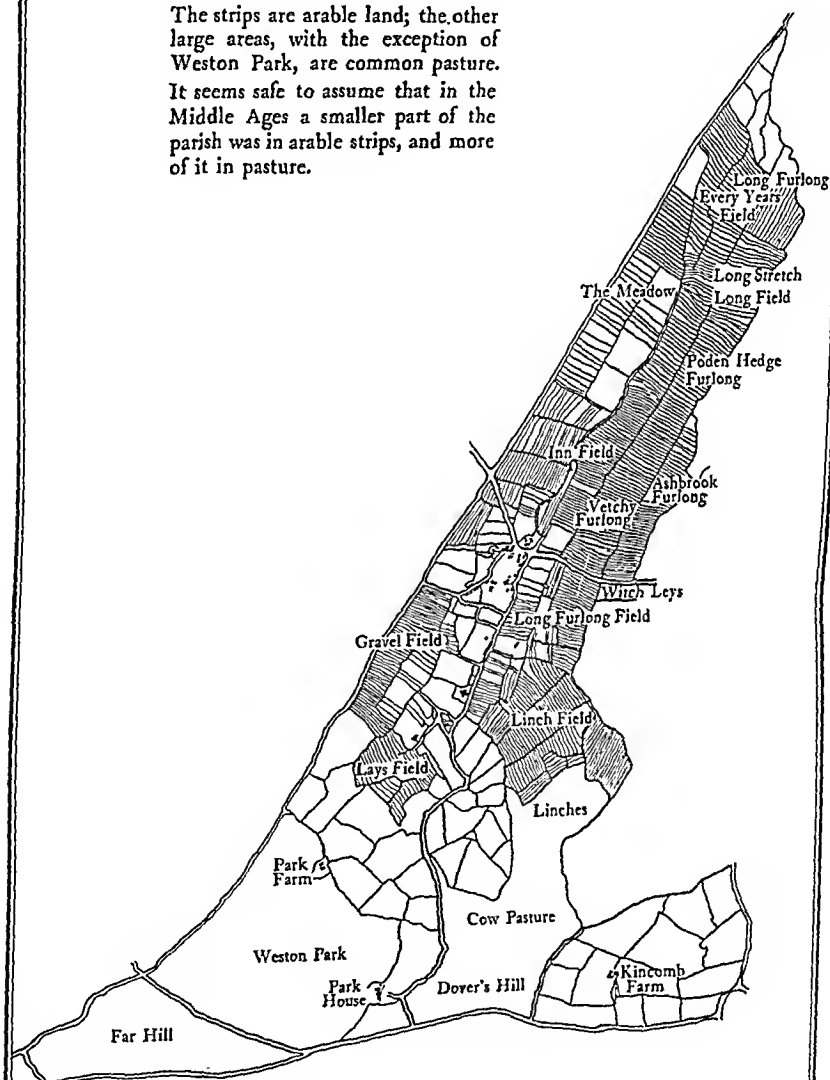 The strips are arable land; the other
large areas, with the exception of
Weston Park, are common pasture.
It seems safe to assume that in the
Middle Ages a smaller part of the
parish was in arable strips, and more
of it in pasture.
Long Furlong
Every Years
Field
Long Stretch
The Meadow
Long Field
Poden Hedge
Furlong
Inn Field
Ashbrook
Furlong
Vetchy
Furlong
Witch Leys
Long Furlong Field
Gravel Field
Linch Field
Lays Field
Linches
Park
Farm
Cow Pasture
Weston Park
Kincomb
Farm
Park
House
Dover's Hill
Far Hill